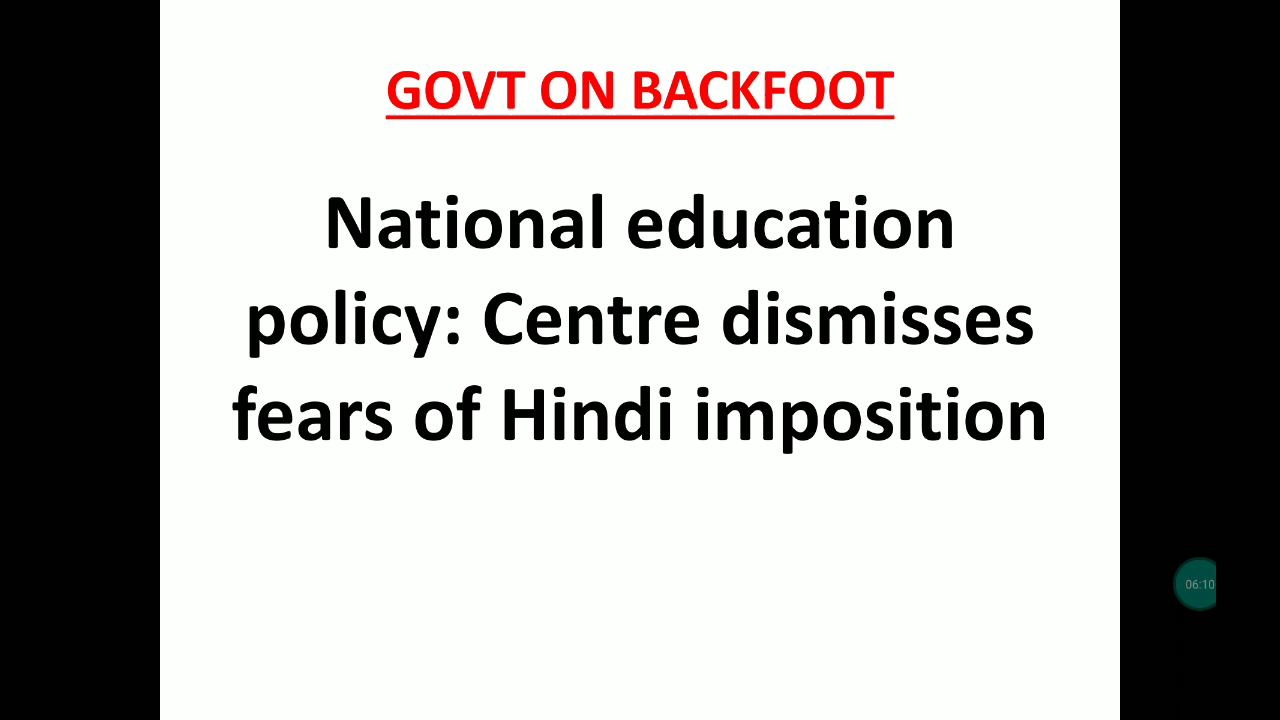 GOVT ON BACKFOOT
National education
policy: Centre dismisses
fears of Hindi imposition
06:10